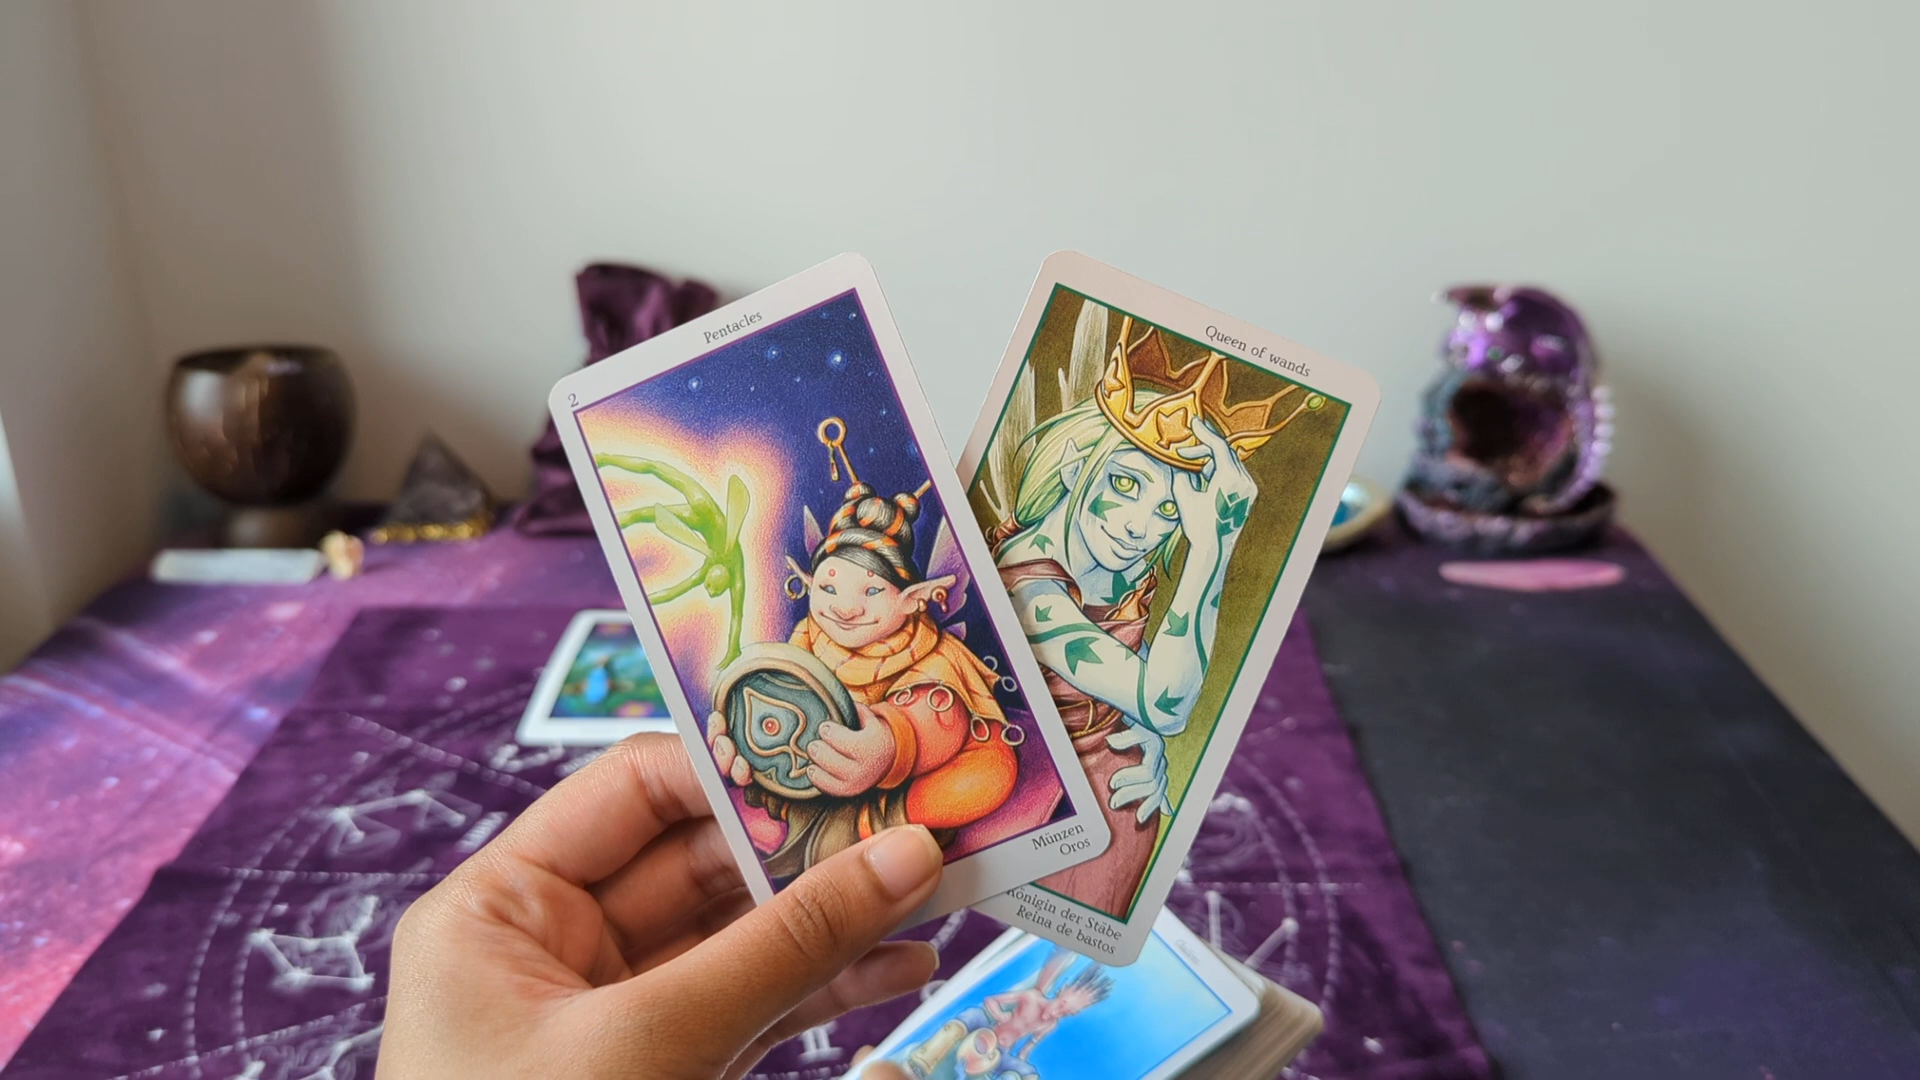 Pentacles
2
Münzen
Oros
Queen of wands
Königin der Stäbe
Reina de bastos